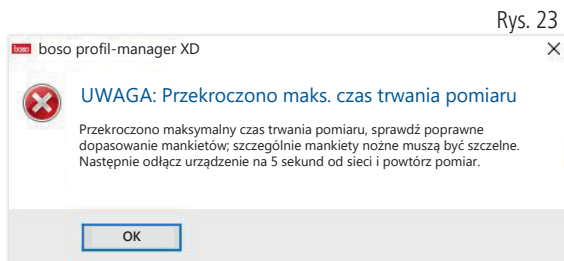 Rys. 23
boso boso profil-manager XD
UWAGA: Przekroczono maks. czas trwania pomiaru
Przekroczono maksymalny czas trwania pomiaru, sprawdź poprawne
dopasowanie mankietów; szczególnie mankiety nożne muszą być szczelne.
Następnie odłącz urządzenie na 5 sekund od sieci i powtórz pomiar.
OK